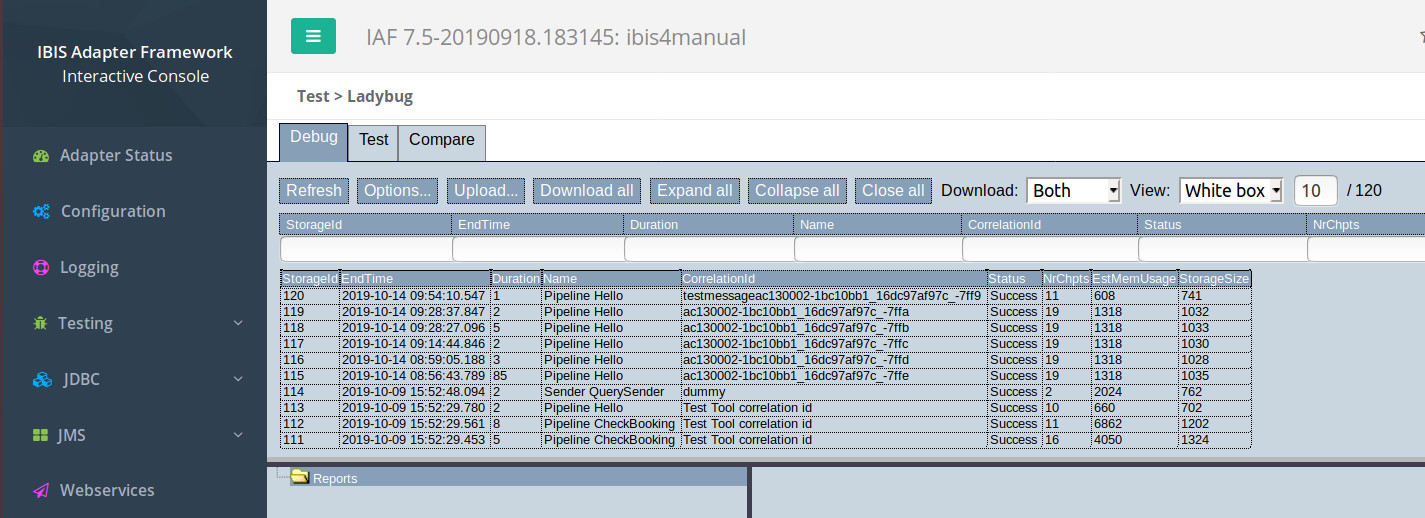 IBIS Adapter Framework
Interactive Console
Adapter Status
Configuration
Logging
Testing
JDBC
JMS
Webservices
IAF 7.5-20190918.183145: ibis4manual
Test > Ladybug
Debug Test Compare
Refresh Options... Upload... Download all Expand all Collapse all Close all Download: Both View: White box 10 / 120
StorageId EndTime Duration Name CorrelationId Status NrChpts
StorageId EndTime Duration Name CorrelationId Status NrChpts EstMemUsage StorageSize
120 2019-10-14 09:54:10.547 1 Pipeline Hello testmessageac130002-1bc10bb1_16dc97af97c_-7ff9 Success 11 608 741
119 2019-10-14 09:28:37.847 2 Pipeline Hello ac130002-1bc10bb1_16dc97af97c_-7ffa Success 19 1318 1032
118 2019-10-14 09:28:27.096 5 Pipeline Hello ac130002-1bc10bb1_16dc97af97c_-7ffb Success 19 1318 1033
117 2019-10-14 09:14:44.846 2 Pipeline Hello ac130002-1bc10bb1_16dc97af97c_-7ffc Success 19 1318 1030
116 2019-10-14 08:59:05.188 3 Pipeline Hello ac130002-1bc10bb1_16dc97af97c_-7ffd Success 19 1318 1028
115 2019-10-14 08:56:43.789 85 Pipeline Hello ac130002-1bc10bb1_16dc97af97c_-7ffe Success 19 1318 1035
114 2019-10-09 15:52:48.094 2 Sender QuerySender dummy Success 2 2024 762
113 2019-10-09 15:52:29.780 2 Pipeline Hello Test Tool correlation id Success 10 660 702
112 2019-10-09 15:52:29.561 8 Pipeline CheckBooking Test Tool correlation id Success 11 6862 1202
111 2019-10-09 15:52:29.453 5 Pipeline CheckBooking Test Tool correlation id Success 16 4050 1324
Reports